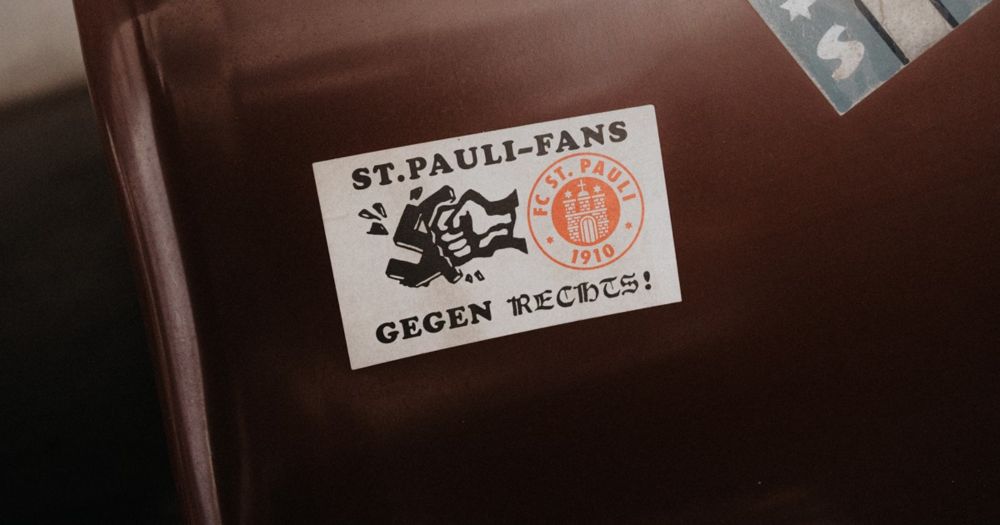 S
ST.PAULI-FANS
FC ST. PAULI
1910
GEGEN RECHTS!